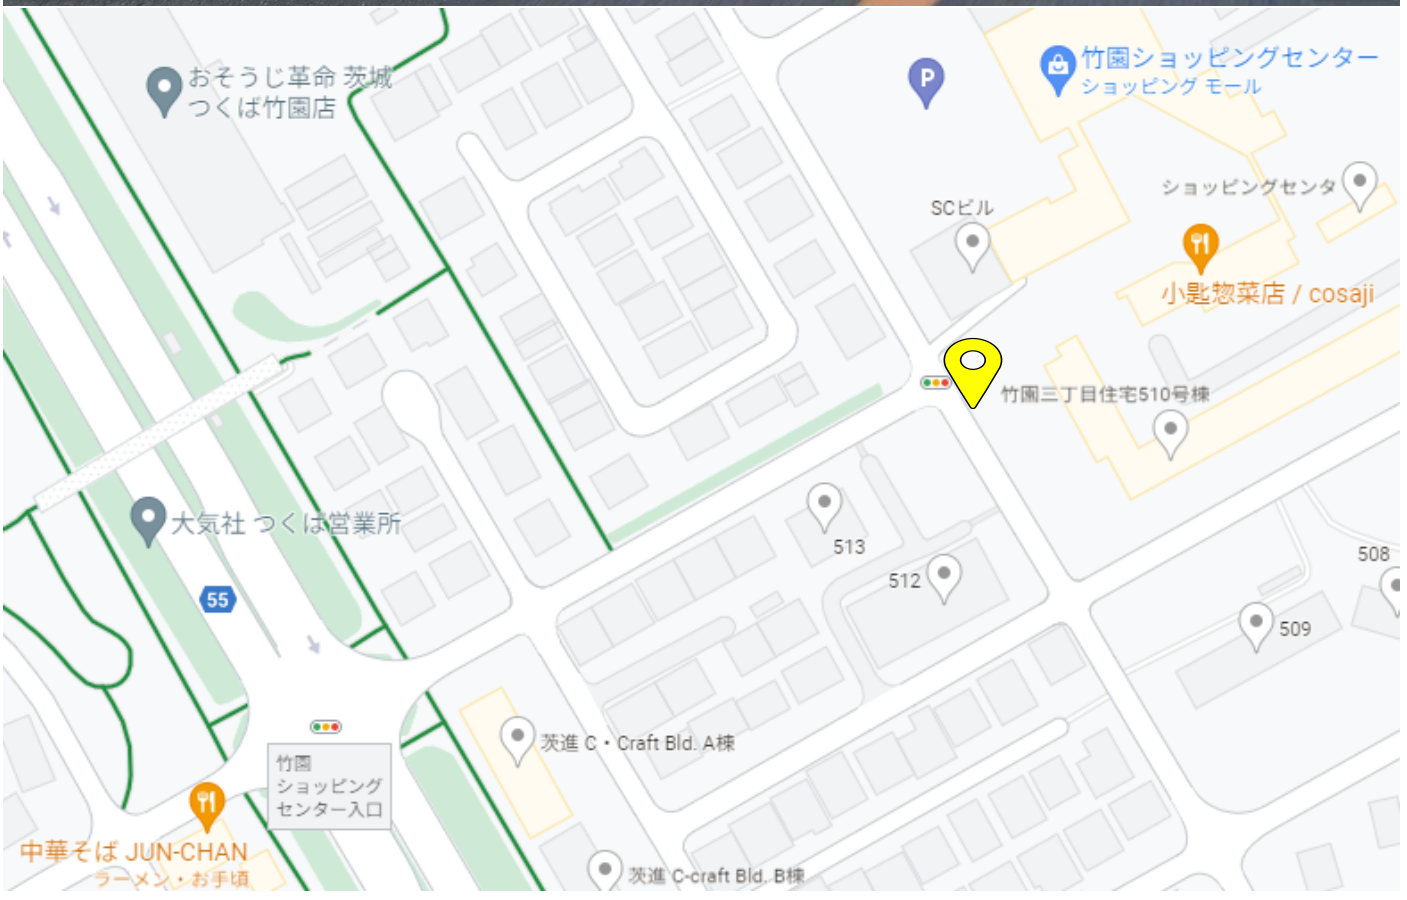 おそうじ革命 茨城
つくば竹園店
P
竹園ショッピングセンター
ショッピング モール
ショッピングセンタ
SCビル
小匙惣菜店 / cosaji
竹園三丁目住宅510号棟
大気社 つくば営業所
513
508
512
55
509
茨進 C・Craft Bld. A棟
竹園
ショッピング
センター入口
中華そば JUN-CHAN
ラーメン・お手頃
茨進 C-craft Bld. B棟